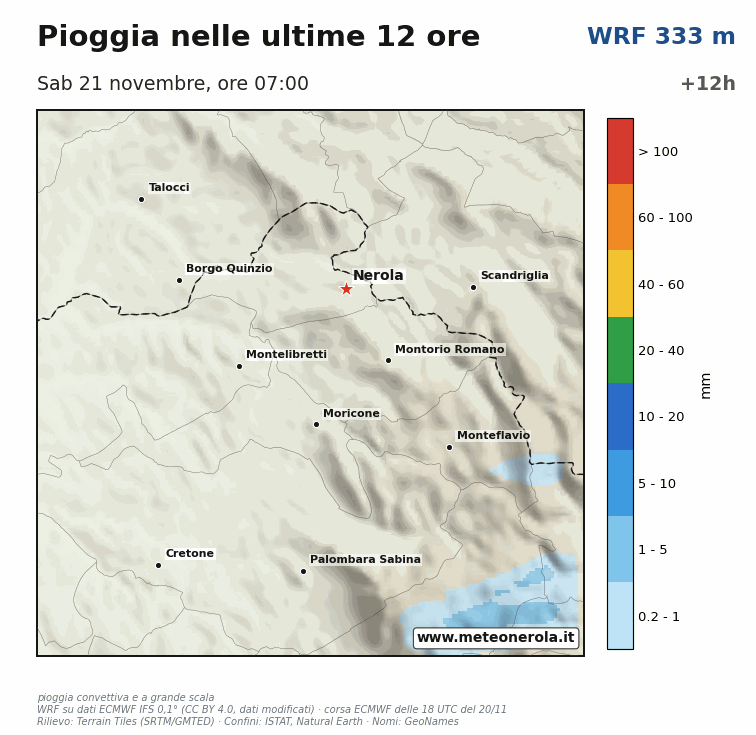 Pioggia nelle ultime 12 ore
WRF 333 m
Sab 21 novembre, ore 07:00
+12h
Talocci
Borgo Quinzio
Nerola
Scandriglia
Montelibretti
Montorio Romano
Moricone
Monteflavio
Cretone
Palombara Sabina
www.meteonerola.it
> 100
60 - 100
40 - 60
20 - 40
10 - 20
5 - 10
1 - 5
0.2 - 1
mm
pioggia convettiva e a grande scala
WRF su dati ECMWF IFS 0,1° (CC BY 4.0, dati modificati) · corsa ECMWF delle 18 UTC del 20/11
Rilievo: Terrain Tiles (SRTM/GMTED) · Confini: ISTAT, Natural Earth · Nomi: GeoNames